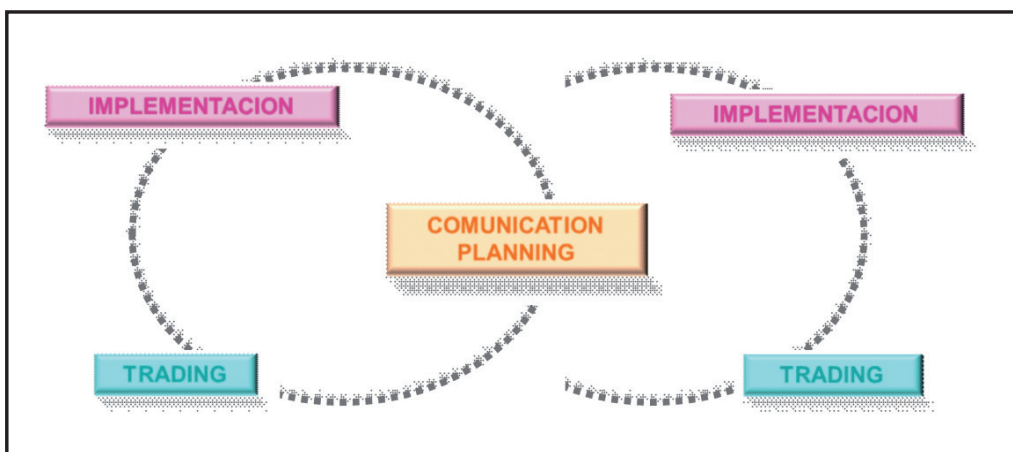 IMPLEMENTACION
IMPLEMENTACION
COMUNICATION
PLANNING
TRADING
TRADING